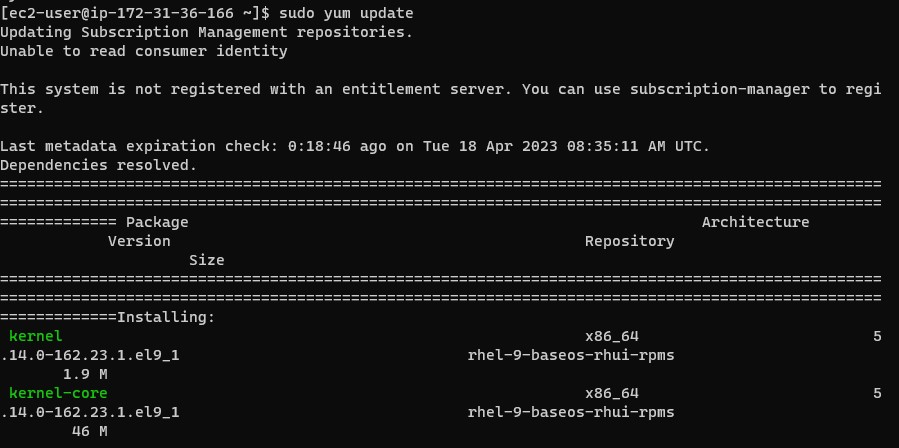 [ec2-user@ip-172-31-36-166 ~]$ sudo yum update
Updating Subscription Management repositories.
Unable to read consumer identity
This system is not registered with an entitlement server. You can use subscription-manager to regi
ster.
Last metadata expiration check: 0:18:46 ago on Tue 18 Apr 2023 08:35:11 AM UTC.
Dependencies resolved.
==================================================================================================
==================================================================================================
============= Package Architecture
Version Repository
Size
==================================================================================================
==================================================================================================
=============Installing:
kernel x86_64 5
.14.0-162.23.1.el9_1 rhel-9-baseos-rhui-rpms
1.9 M
kernel-core x86_64 5
.14.0-162.23.1.el9_1 rhel-9-baseos-rhui-rpms
46 M